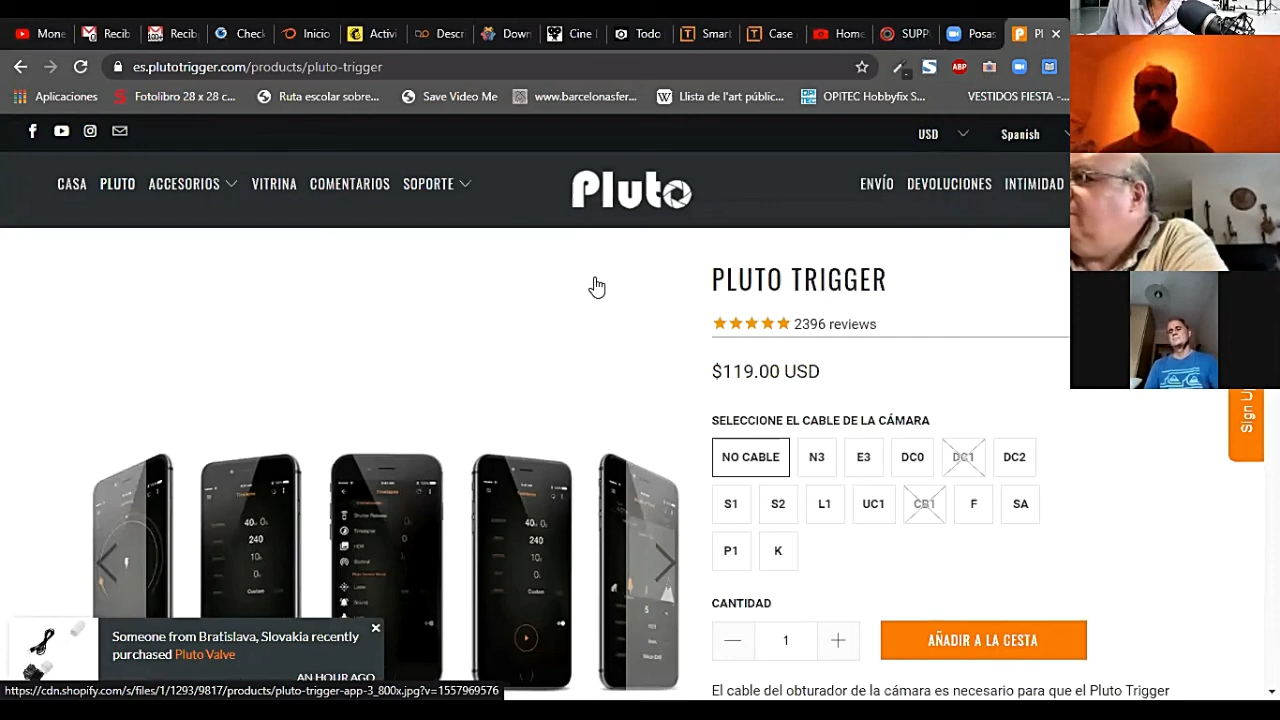 Mone
Recib
Recib
Chec
Inicio
Activi
Descr
Down
Cine
Todo
Smar
Case
Home
SUPP
Posas
Pl
es.plutotrigger.com/products/pluto-trigger
ABP
Aplicaciones
Fotolibro 28 x 28 c...
Ruta escolar sobre...
Save Video Me
www.barcelonasfer...
Llista de l'art públic...
OPITEC Hobbyfix S...
VESTIDOS FIESTA -...
USD
Spanish
CASA
PLUTO
ACCESORIOS
VITRINA
COMENTARIOS
SOPORTE
Pluto
ENVÍO
DEVOLUCIONES
INTIMIDAD
PLUTO TRIGGER
2396 reviews
$119.00 USD
SELECCIONE EL CABLE DE LA CÁMARA
NO CABLE N3 E3 DC0 DC1 DC2
S1 S2 L1 UC1 CB1 F SA
P1 K
CANTIDAD
1
AÑADIR A LA CESTA
El cable del obturador de la cámara es necesario para que el Pluto Trigger
Sign U
Someone from Bratislava, Slovakia recently
purchased Pluto Valve
AN HOUR AGO
https://cdn.shopify.com/s/files/1/1293/9817/products/pluto-trigger-app-3_800x.jpg?v=1557969576